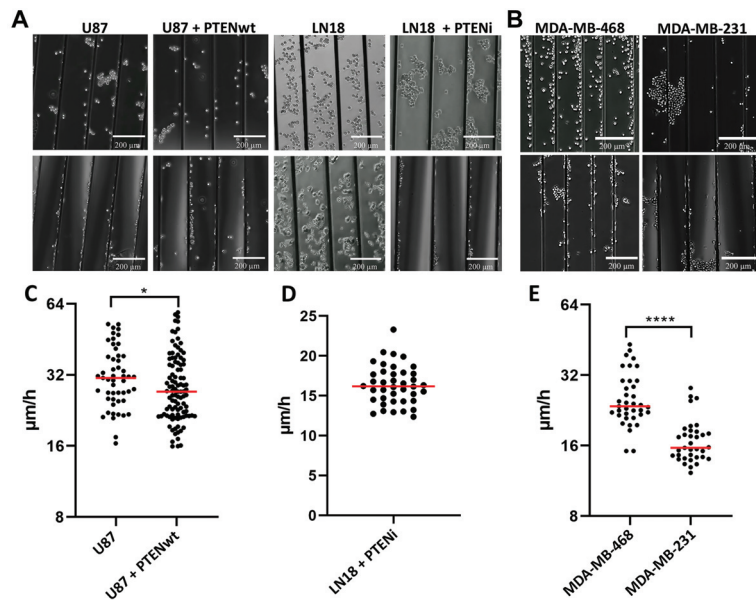 A
U87
U87 + PTENwt
LN18
LN18 + PTENi
B
MDA-MB-468
MDA-MB-231
200 µm
200 µm
200 µm
200 µm
200 µm
200 µm
200 µm
200 µm
200 µm
200 µm
200 µm
200 µm
C
64
32
16
8
µm/h
*
U87
U87 + PTENwt
D
25
20
15
10
5
0
µm/h
LN18 + PTENi
E
64
32
16
8
µm/h
****
MDA-MB-468
MDA-MB-231